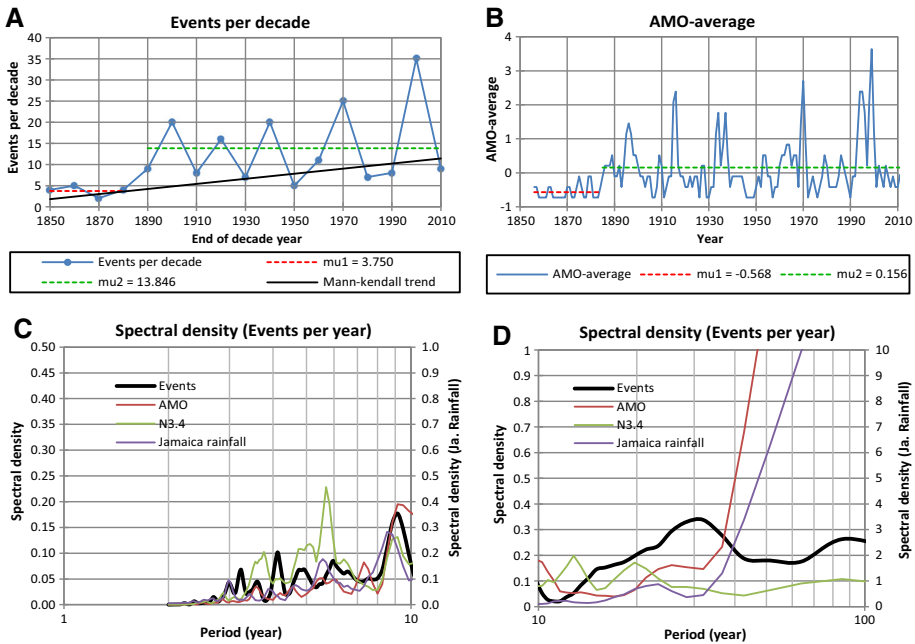 A
Events per decade
Events per decade
40
35
30
25
20
15
10
5
0
1850 1870 1890 1910 1930 1950 1970 1990 2010
End of decade year
Events per decade
mu1 = 3.750
mu2 = 13.846
Mann-kendall trend
B
AMO-average
AMO-average
4
3
2
1
0
-1
1850 1870 1890 1910 1930 1950 1970 1990 2010
Year
AMO-average
mu1 = -0.568
mu2 = 0.156
C
Spectral density (Events per year)
Spectral density
0.50
0.45
0.40
0.35
0.30
0.25
0.20
0.15
0.10
0.05
0.00
Events
AMO
N3.4
Jamaica rainfall
1.0
0.9
0.8
0.7
0.6
0.5
0.4
0.3
0.2
0.1
0.0
Spectral density (Ja. Rainfall)
1 10
Period (year)
D
Spectral density (Events per year)
Spectral density
1
0.9
0.8
0.7
0.6
0.5
0.4
0.3
0.2
0.1
0
Events
AMO
N3.4
Jamaica rainfall
10
9
8
7
6
5
4
3
2
1
0
Spectral density (Ja. Rainfall)
10 100
Period (year)